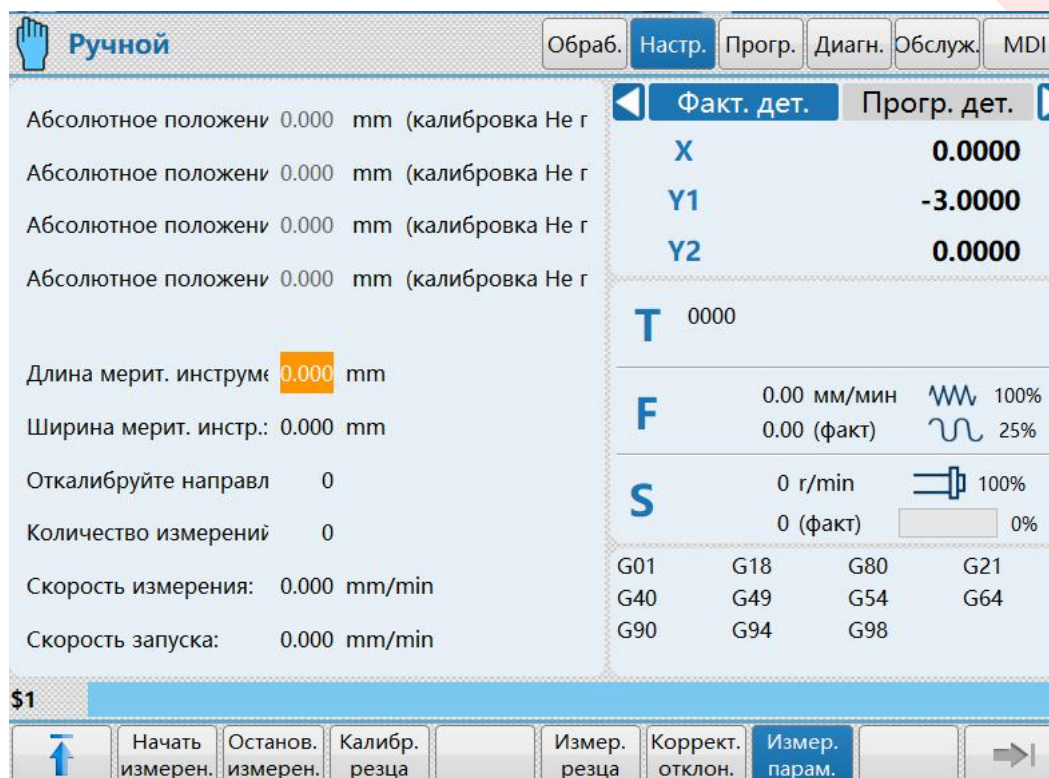 Ручной
Обраб. Настр. Прогр. Диагн. Обслуж. MDI
Абсолютное положени 0.000 mm (калибровка Не г
Абсолютное положени 0.000 mm (калибровка Не г
Абсолютное положени 0.000 mm (калибровка Не г
Абсолютное положени 0.000 mm (калибровка Не г
Длина мерит. инструме 0.000 mm
Ширина мерит. инстр.: 0.000 mm
Откалибруйте направл 0
Количество измерений 0
Скорость измерения: 0.000 mm/min
Скорость запуска: 0.000 mm/min
Факт. дет. Прогр. дет.
X 0.0000
Y1 -3.0000
Y2 0.0000
T 0000
F 0.00 мм/мин 100%
0.00 (факт) 25%
S 0 r/min 100%
0 (факт) 0%
G01 G18 G80 G21
G40 G49 G54 G64
G90 G94 G98
$1
Начать измерен.
Останов. измерен.
Калибр. резца
Измер. резца
Коррект. отклон.
Измер. парам.